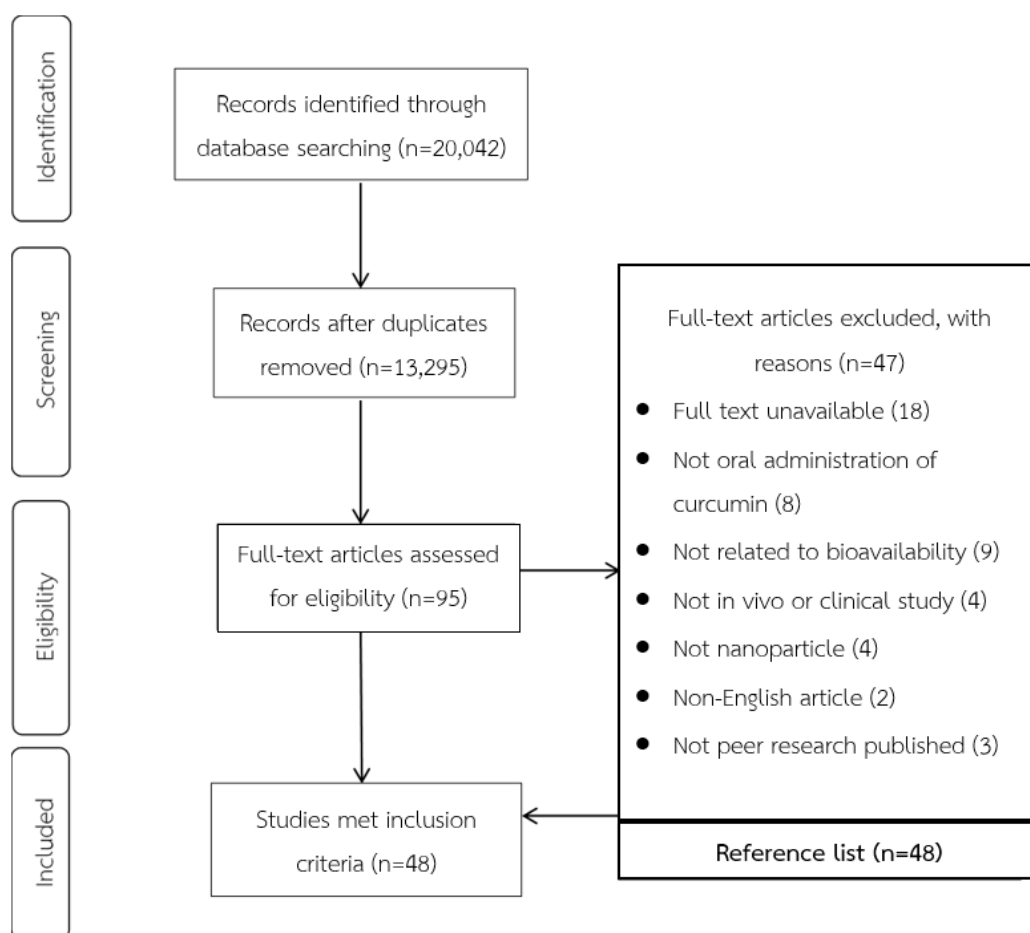 Identification
Records identified through
database searching (n=20,042)
Screening
Records after duplicates
removed (n=13,295)
Full-text articles excluded, with
reasons (n=47)
● Full text unavailable (18)
● Not oral administration of
curcumin (8)
● Not related to bioavailability (9)
● Not in vivo or clinical study (4)
● Not nanoparticle (4)
● Non-English article (2)
● Not peer research published (3)
Eligibility
Full-text articles assessed
for eligibility (n=95)
Included
Studies met inclusion
criteria (n=48)
Reference list (n=48)